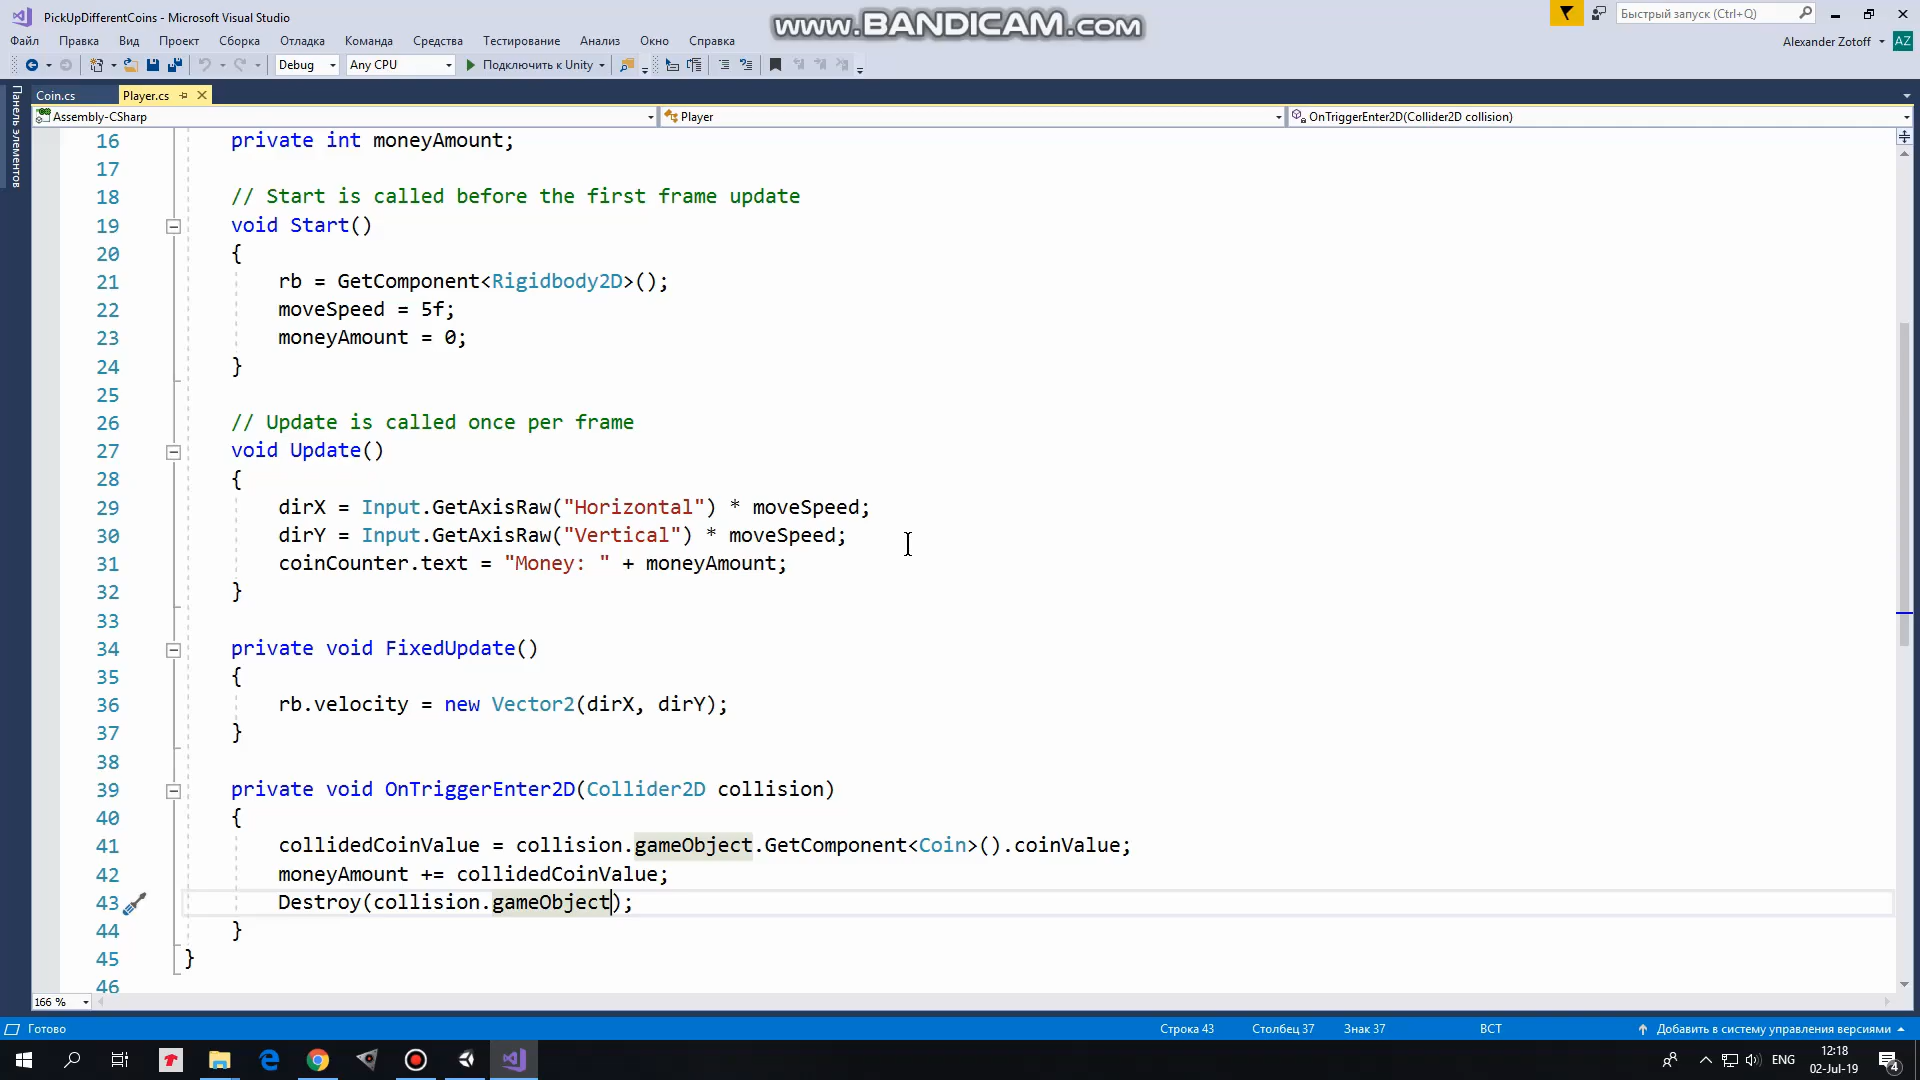 PickUpDifferentCoins - Microsoft Visual Studio
www.BANDICAM.com
Быстрый запуск (Ctrl+Q)
Файл Правка Вид Проект Сборка Отладка Команда Средства Тестирование Анализ Окно Справка
Alexander Zotoff AZ
Debug Any CPU Подключить к Unity
Панель элементов
Coin.cs Player.cs
Assembly-CSharp Player OnTriggerEnter2D(Collider2D collision)
16 private int moneyAmount;
17
18 // Start is called before the first frame update
19 void Start()
20 {
21 rb = GetComponent<Rigidbody2D>();
22 moveSpeed = 5f;
23 moneyAmount = 0;
24 }
25
26 // Update is called once per frame
27 void Update()
28 {
29 dirX = Input.GetAxisRaw("Horizontal") * moveSpeed;
30 dirY = Input.GetAxisRaw("Vertical") * moveSpeed;
31 coinCounter.text = "Money: " + moneyAmount;
32 }
33
34 private void FixedUpdate()
35 {
36 rb.velocity = new Vector2(dirX, dirY);
37 }
38
39 private void OnTriggerEnter2D(Collider2D collision)
40 {
41 collidedCoinValue = collision.gameObject.GetComponent<Coin>().coinValue;
42 moneyAmount += collidedCoinValue;
43 Destroy(collision.gameObject);
44 }
45 }
46
166 %
Готово Строка 43 Столбец 37 Знак 37 ВСТ Добавить в систему управления версиями
ENG 12:18
02-Jul-19 4